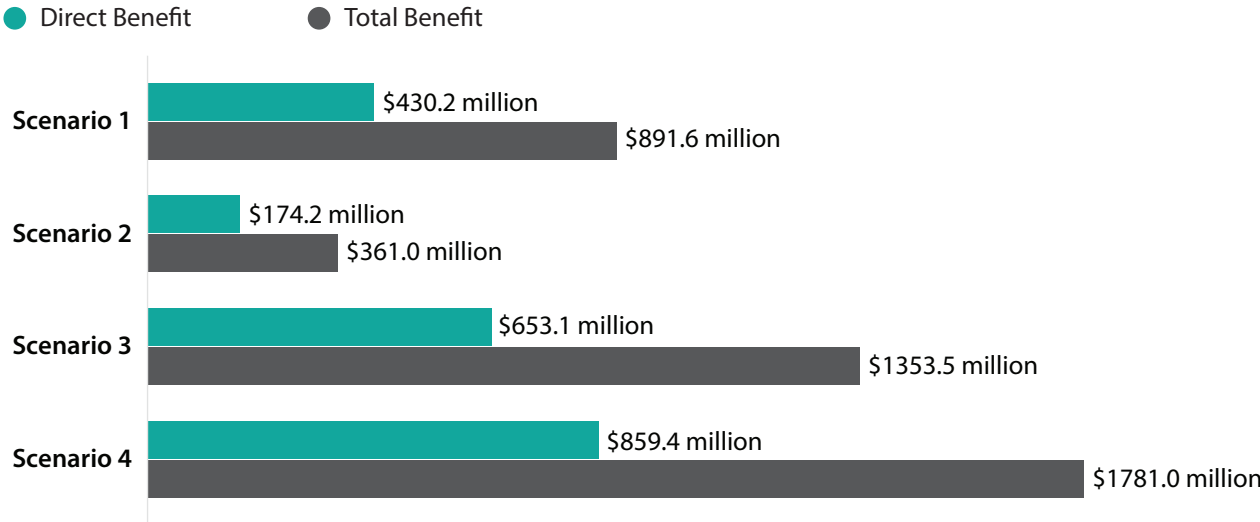 Direct Benefit
Total Benefit
Scenario 1
$430.2 million
$891.6 million
Scenario 2
$174.2 million
$361.0 million
Scenario 3
$653.1 million
$1353.5 million
Scenario 4
$859.4 million
$1781.0 million